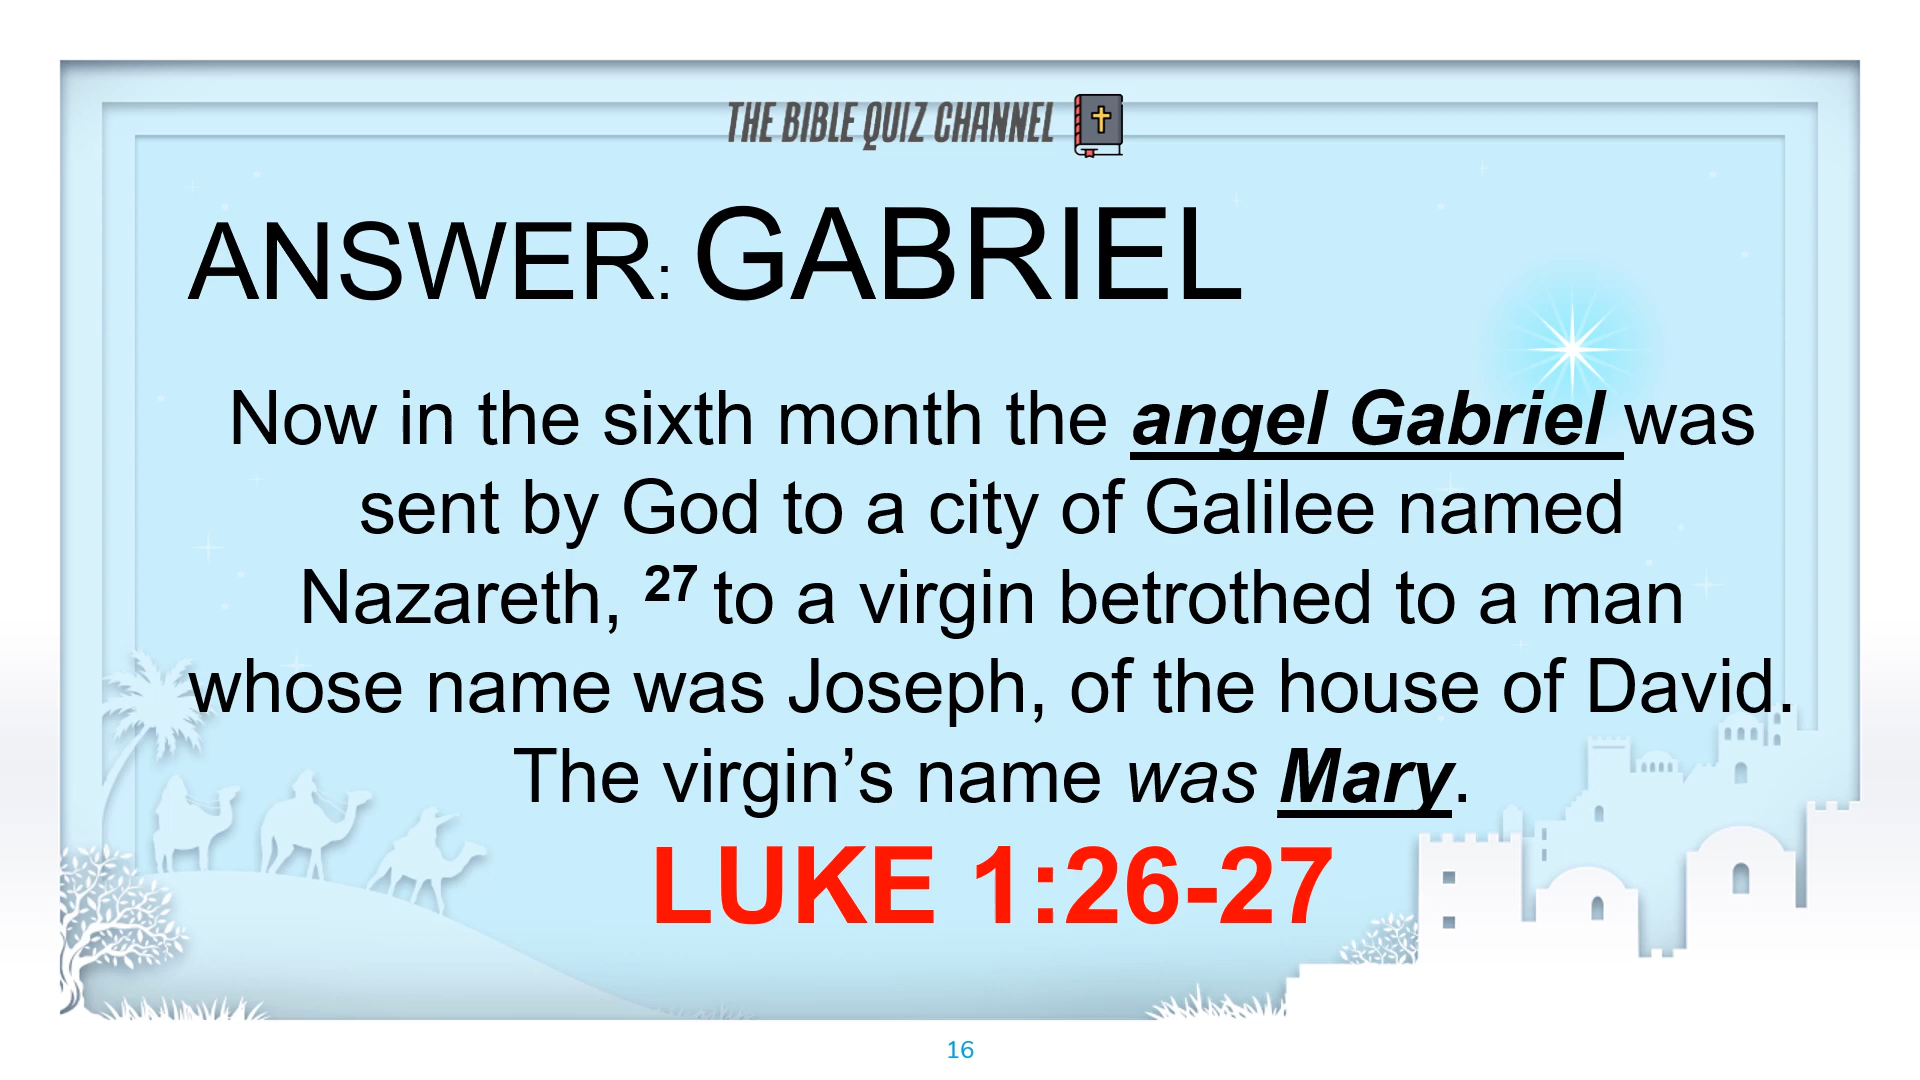 THE BIBLE QUIZ CHANNEL
ANSWER: GABRIEL
Now in the sixth month the angel Gabriel was
sent by God to a city of Galilee named
Nazareth, 27 to a virgin betrothed to a man
whose name was Joseph, of the house of David.
The virgin’s name was Mary.
LUKE 1:26-27
16